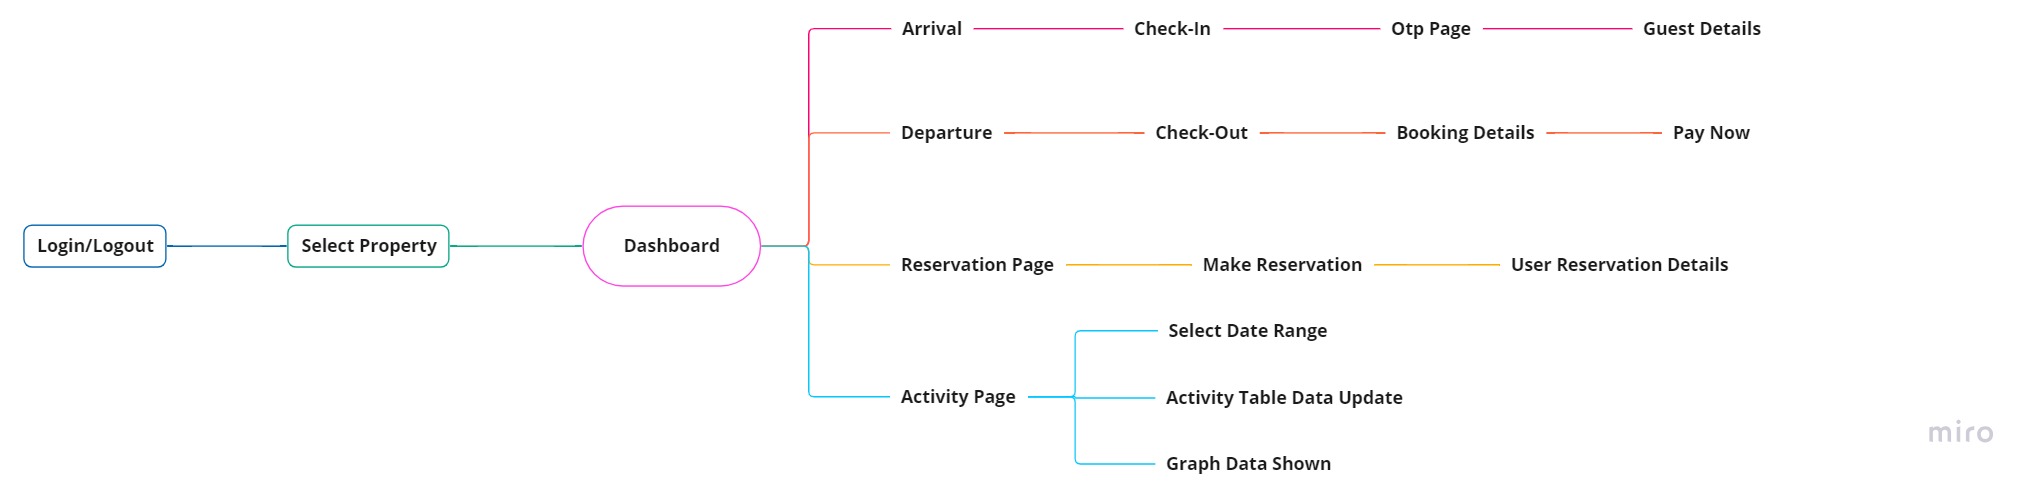 Arrival
Check-In
Otp Page
Guest Details
Departure
Check-Out
Booking Details
Pay Now
Login/Logout
Select Property
Dashboard
Reservation Page
Make Reservation
User Reservation Details
Select Date Range
Activity Page
Activity Table Data Update
Graph Data Shown
miro